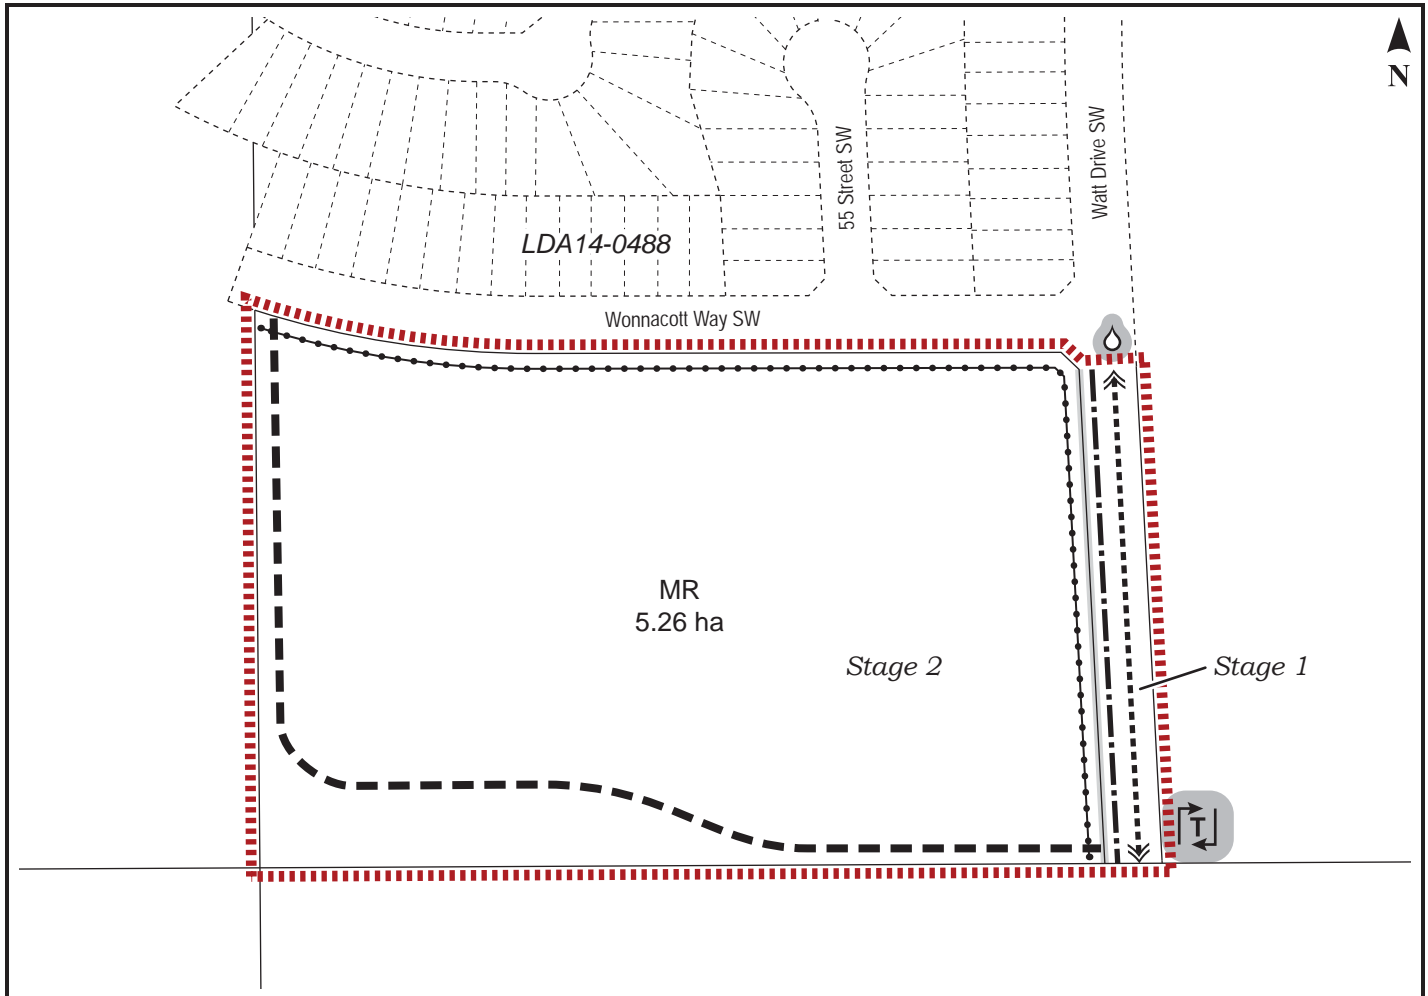 N
Watt Drive SW
55 Street SW
LDA14-0488
Wonnacott Way SW
MR
5.26 ha
Stage 2
Stage 1
T